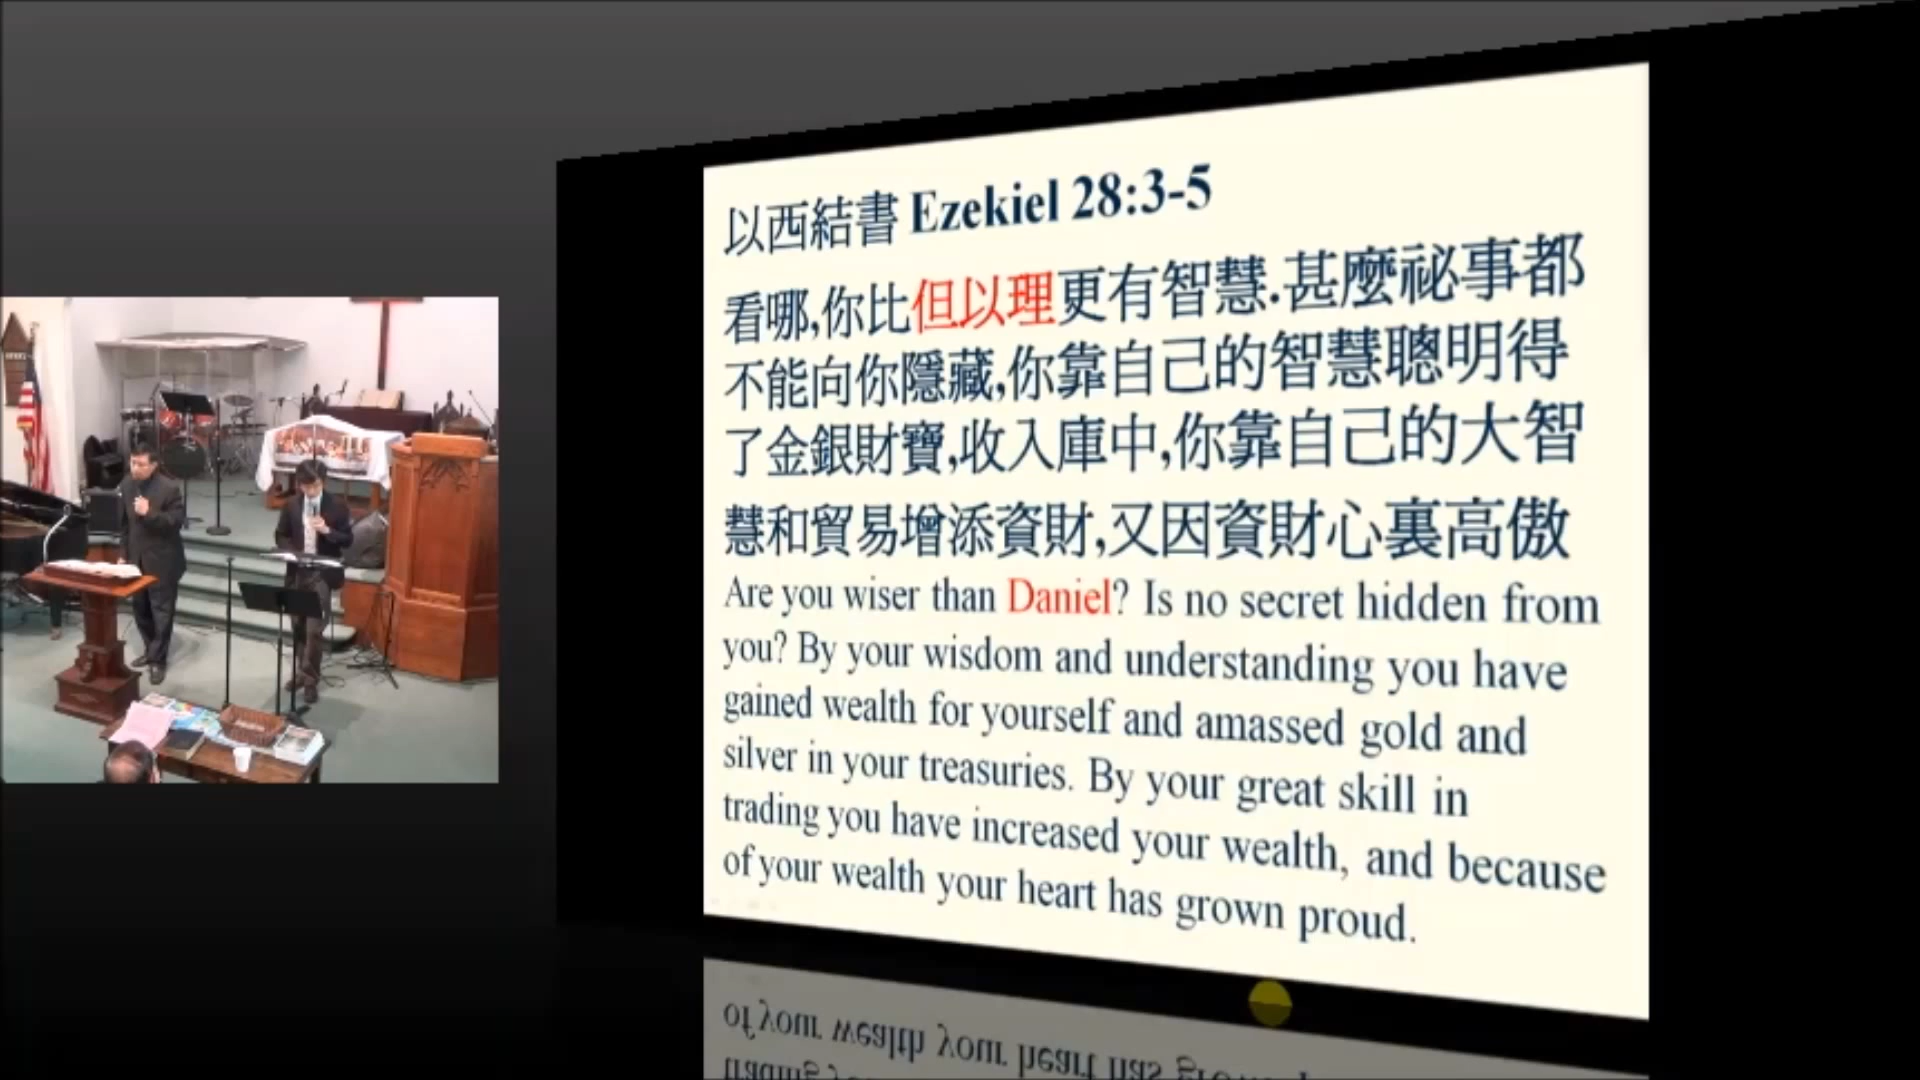 以西結書 Ezekiel 28:3-5
看哪,你比但以理更有智慧.甚麼祕事都
不能向你隱藏,你靠自己的智慧聰明得
了金銀財寶,收入庫中,你靠自己的大智
慧和貿易增添資財,又因資財心裏高傲
Are you wiser than Daniel? Is no secret hidden from
you? By your wisdom and understanding you have
gained wealth for yourself and amassed gold and
silver in your treasuries. By your great skill in
trading you have increased your wealth, and because
of your wealth your heart has grown proud.